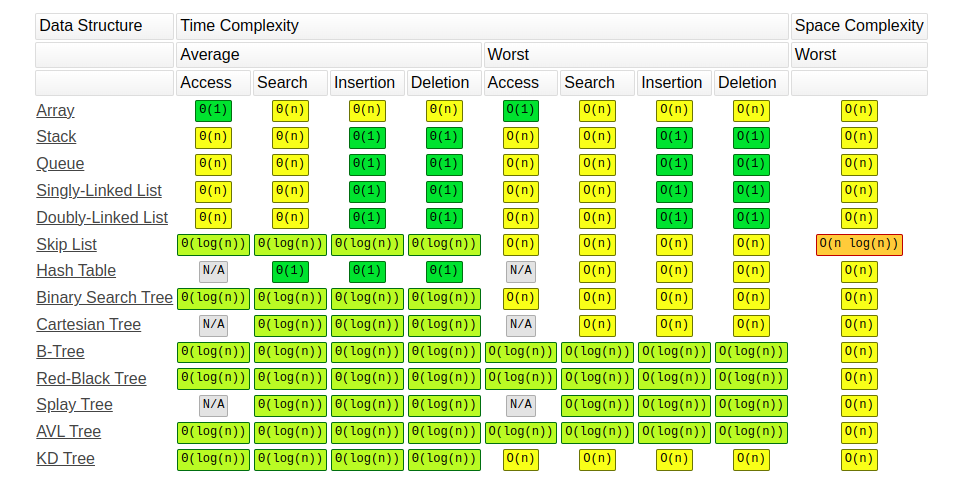 Data Structure Time Complexity Space Complexity
Average Worst Worst
Access Search Insertion Deletion Access Search Insertion Deletion
Array Θ(1) Θ(n) Θ(n) Θ(n) O(1) O(n) O(n) O(n) O(n)
Stack Θ(n) Θ(n) Θ(1) Θ(1) O(n) O(n) O(1) O(1) O(n)
Queue Θ(n) Θ(n) Θ(1) Θ(1) O(n) O(n) O(1) O(1) O(n)
Singly-Linked List Θ(n) Θ(n) Θ(1) Θ(1) O(n) O(n) O(1) O(1) O(n)
Doubly-Linked List Θ(n) Θ(n) Θ(1) Θ(1) O(n) O(n) O(1) O(1) O(n)
Skip List Θ(log(n)) Θ(log(n)) Θ(log(n)) Θ(log(n)) O(n) O(n) O(n) O(n) O(n log(n))
Hash Table N/A Θ(1) Θ(1) Θ(1) N/A O(n) O(n) O(n) O(n)
Binary Search Tree Θ(log(n)) Θ(log(n)) Θ(log(n)) Θ(log(n)) O(n) O(n) O(n) O(n) O(n)
Cartesian Tree N/A Θ(log(n)) Θ(log(n)) Θ(log(n)) N/A O(n) O(n) O(n) O(n)
B-Tree Θ(log(n)) Θ(log(n)) Θ(log(n)) Θ(log(n)) O(log(n)) O(log(n)) O(log(n)) O(log(n)) O(n)
Red-Black Tree Θ(log(n)) Θ(log(n)) Θ(log(n)) Θ(log(n)) O(log(n)) O(log(n)) O(log(n)) O(log(n)) O(n)
Splay Tree N/A Θ(log(n)) Θ(log(n)) Θ(log(n)) N/A O(log(n)) O(log(n)) O(log(n)) O(n)
AVL Tree Θ(log(n)) Θ(log(n)) Θ(log(n)) Θ(log(n)) O(log(n)) O(log(n)) O(log(n)) O(log(n)) O(n)
KD Tree Θ(log(n)) Θ(log(n)) Θ(log(n)) Θ(log(n)) O(n) O(n) O(n) O(n) O(n)